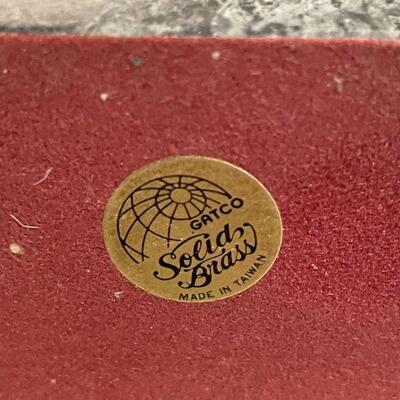 GATCO
Solid
Brass
MADE IN TAIWAN